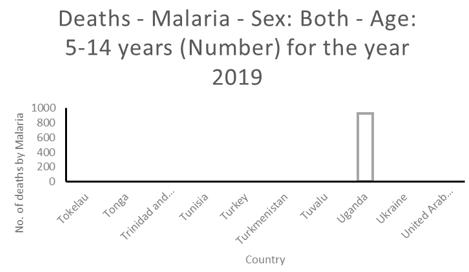 Deaths - Malaria - Sex: Both - Age:
5-14 years (Number) for the year
2019
No. of deaths by Malaria
1000
800
600
400
200
0
Tokelau
Tonga
Trinidad and...
Tunisia
Turkey
Turkmenistan
Tuvalu
Uganda
Ukraine
United Arab...
Country